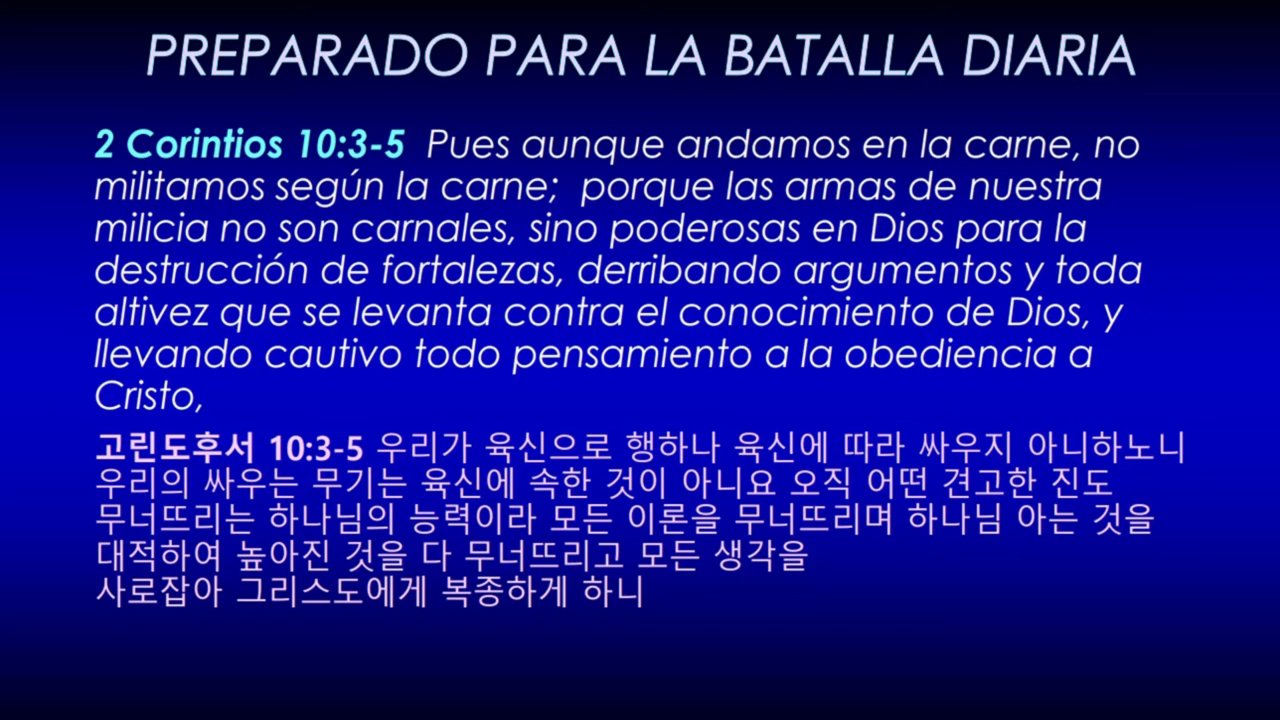 PREPARADO PARA LA BATALLA DIARIA
2 Corintios 10:3-5 Pues aunque andamos en la carne, no
militamos según la carne; porque las armas de nuestra
milicia no son carnales, sino poderosas en Dios para la
destrucción de fortalezas, derribando argumentos y toda
altivez que se levanta contra el conocimiento de Dios, y
llevando cautivo todo pensamiento a la obediencia a
Cristo,
고린도후서 10:3-5 우리가 육신으로 행하나 육신에 따라 싸우지 아니하노니
우리의 싸우는 무기는 육신에 속한 것이 아니요 오직 어떤 견고한 진도
무너뜨리는 하나님의 능력이라 모든 이론을 무너뜨리며 하나님 아는 것을
대적하여 높아진 것을 다 무너뜨리고 모든 생각을
사로잡아 그리스도에게 복종하게 하니